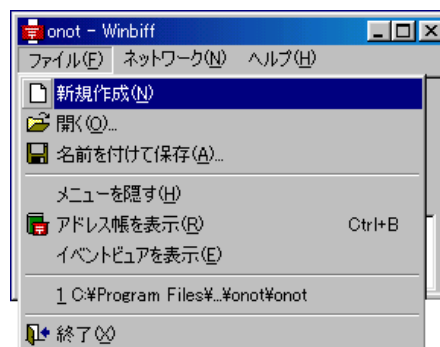 onot - Winbiff
ファイル(F) ネットワーク(N) ヘルプ(H)
新規作成(N)
開く(O)...
名前を付けて保存(A)...
メニューを隠す(H)
アドレス帳を表示(R) Ctrl+B
イベントビュアを表示(E)
1 C:¥Program Files¥...¥onot¥onot
終了(X)